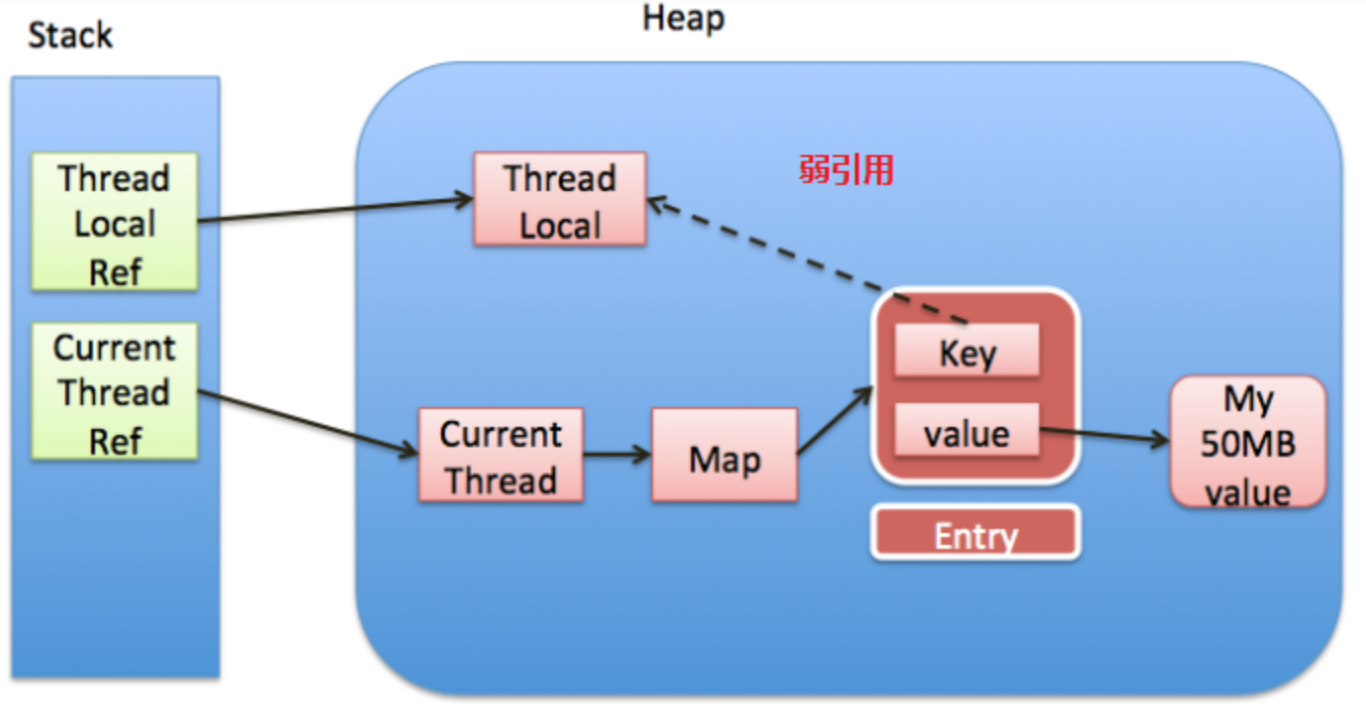 Stack
Heap
Thread
Local
Ref
Thread
Local
弱引用
Current
Thread
Ref
Key
value
Current
Thread
Map
My
50MB
value
Entry